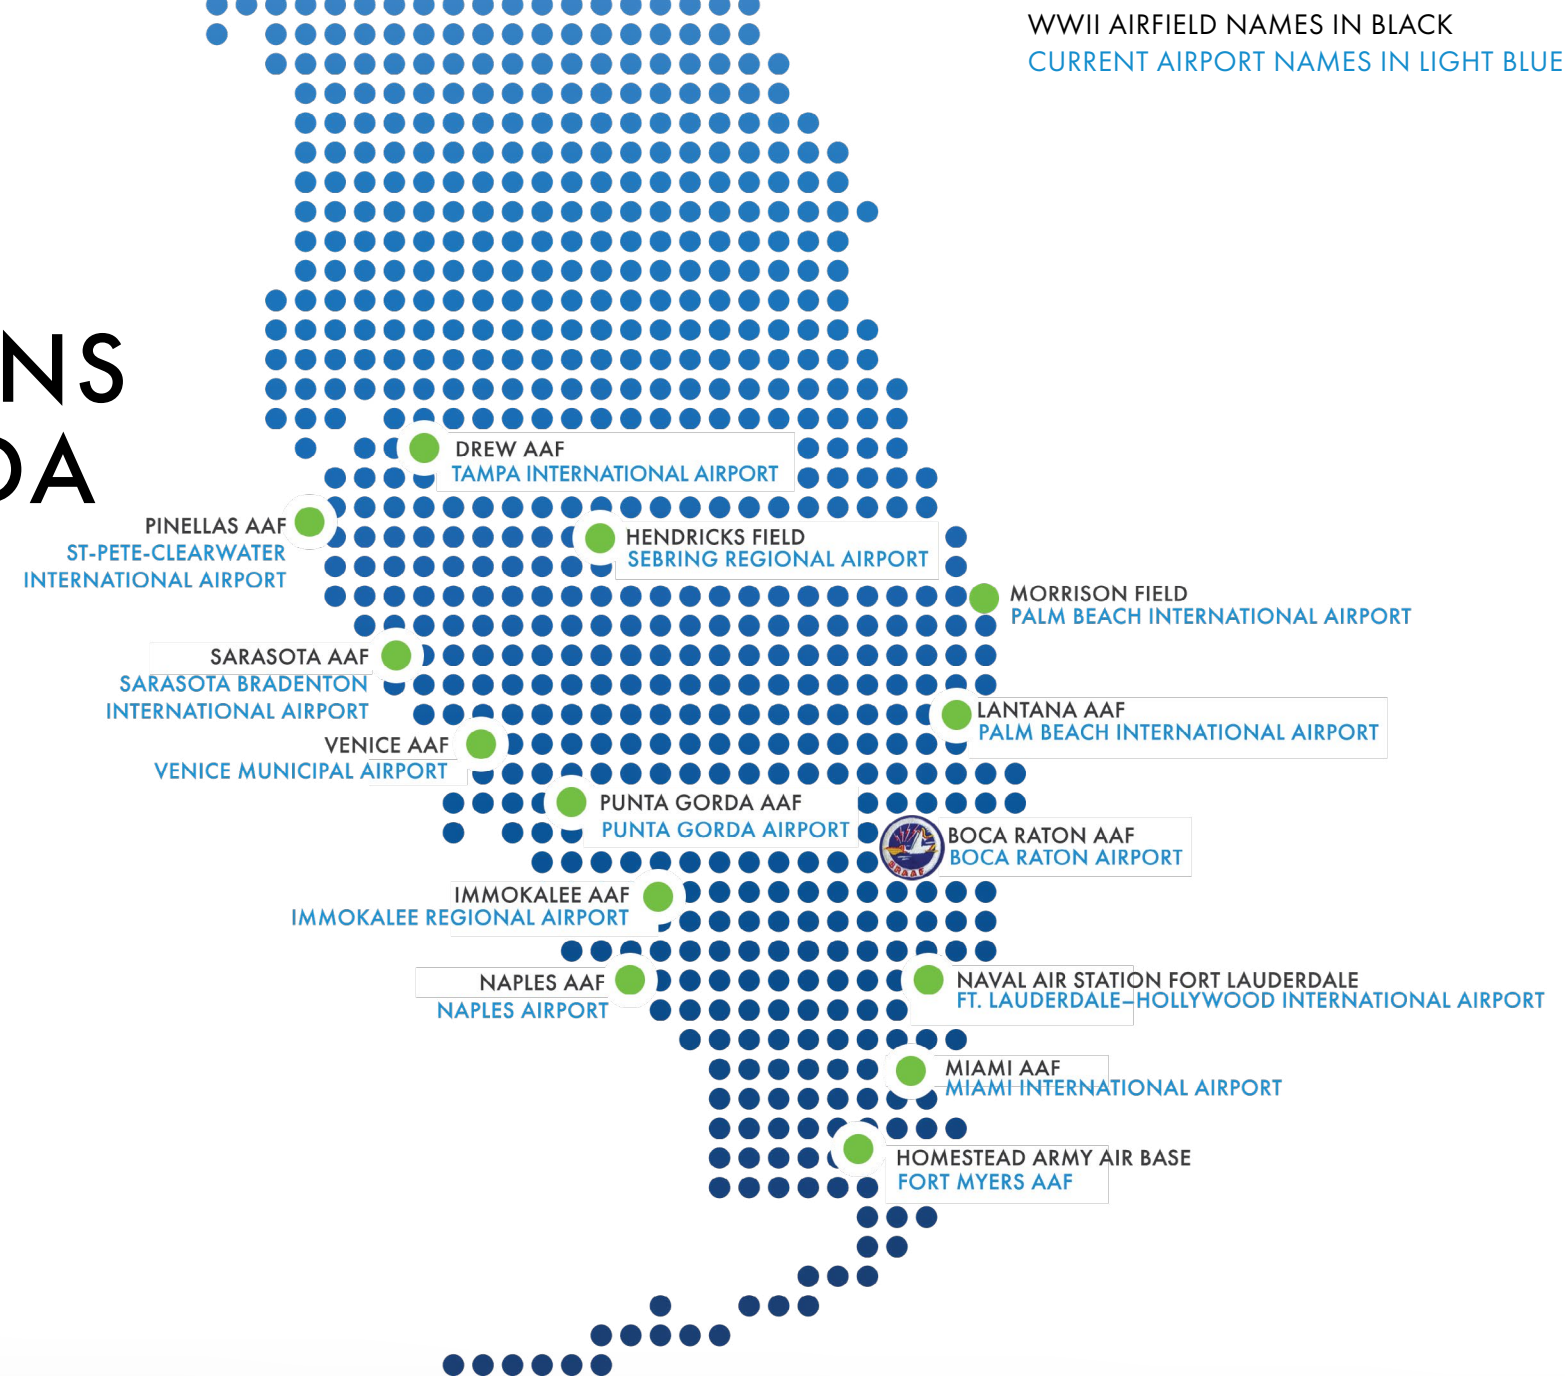 WWII AIRFIELD NAMES IN BLACK
CURRENT AIRPORT NAMES IN LIGHT BLUE
NS
DA
DREW AAF
TAMPA INTERNATIONAL AIRPORT
PINELLAS AAF
ST-PETE-CLEARWATER
INTERNATIONAL AIRPORT
HENDRICKS FIELD
SEBRING REGIONAL AIRPORT
MORRISON FIELD
PALM BEACH INTERNATIONAL AIRPORT
SARASOTA AAF
SARASOTA BRADENTON
INTERNATIONAL AIRPORT
LANTANA AAF
PALM BEACH INTERNATIONAL AIRPORT
VENICE AAF
VENICE MUNICIPAL AIRPORT
PUNTA GORDA AAF
PUNTA GORDA AIRPORT
BRAAF
BOCA RATON AAF
BOCA RATON AIRPORT
IMMOKALEE AAF
IMMOKALEE REGIONAL AIRPORT
NAPLES AAF
NAPLES AIRPORT
NAVAL AIR STATION FORT LAUDERDALE
FT. LAUDERDALE–HOLLYWOOD INTERNATIONAL AIRPORT
MIAMI AAF
MIAMI INTERNATIONAL AIRPORT
HOMESTEAD ARMY AIR BASE
FORT MYERS AAF